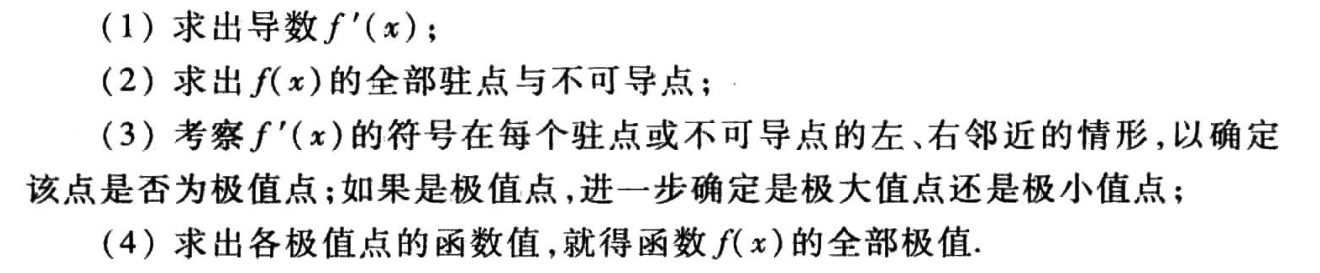 (1) 求出导数 f′(x);
(2) 求出 f(x)的全部驻点与不可导点;
(3) 考察 f′(x)的符号在每个驻点或不可导点的左、右邻近的情形,以确定
该点是否为极值点;如果是极值点,进一步确定是极大值点还是极小值点;
(4) 求出各极值点的函数值,就得函数 f(x)的全部极值.